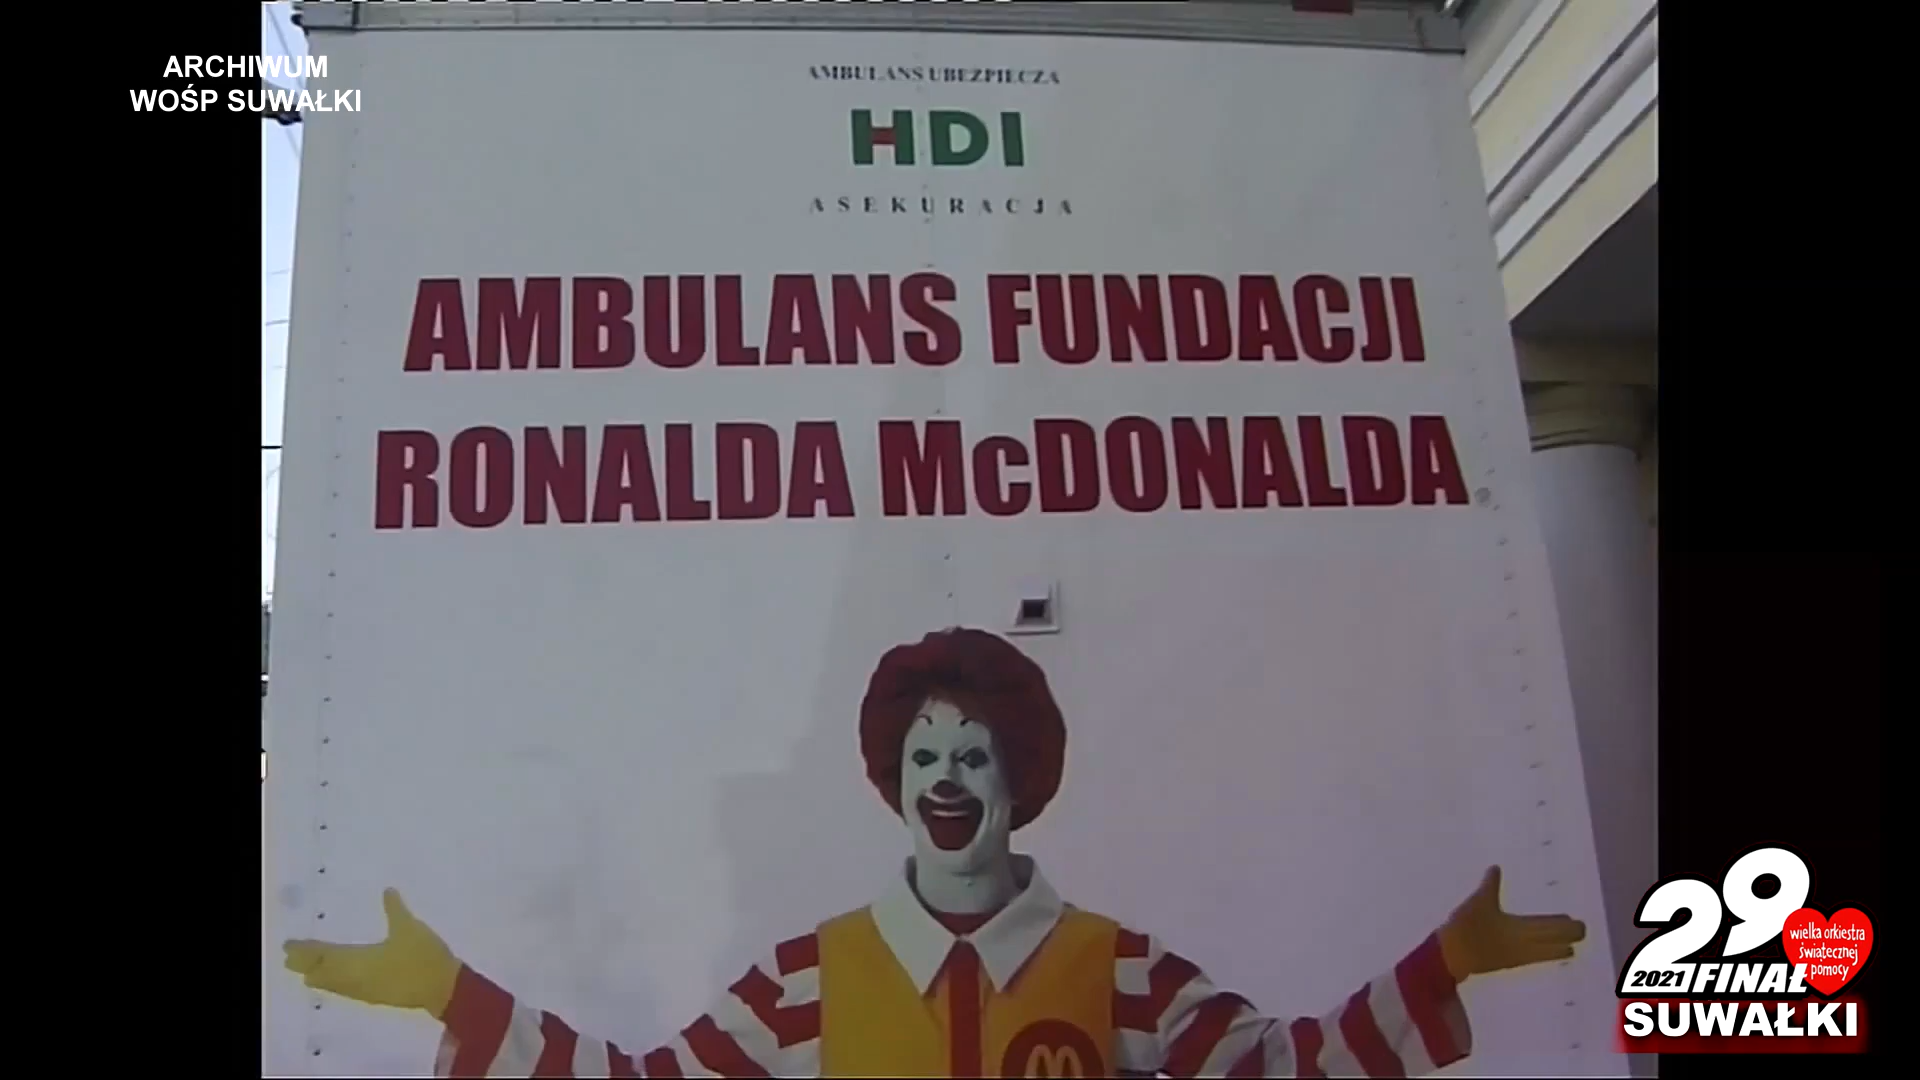 ARCHIWUM
WOŚP SUWAŁKI
AMBULANS UBEZPIECZA
HDI
ASEKURACJA
AMBULANS FUNDACJI
RONALDA McDONALDA
29
2021 FINAŁ
wielka orkiestra
świątecznej
pomocy
SUWAŁKI